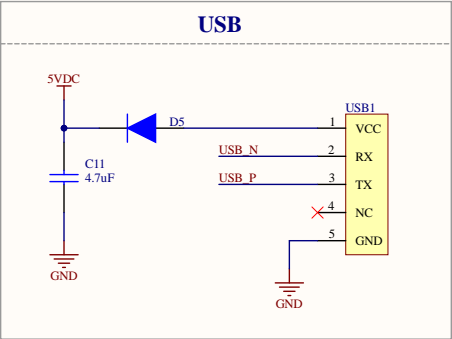 USB
5VDC
D5
USB1
1 VCC
USB_N 2 RX
C11
4.7uF
USB_P 3 TX
4 NC
5 GND
GND
GND